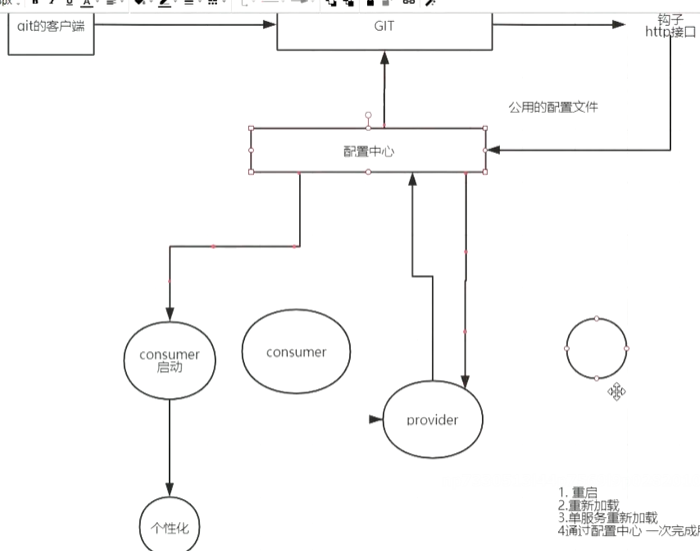 git的客户端
GIT
钩子
http接口
公用的配置文件
配置中心
consumer
启动
consumer
provider
个性化
1. 重启
2.重新加载
3.单服务重新加载
4通过配置中心 一次完成